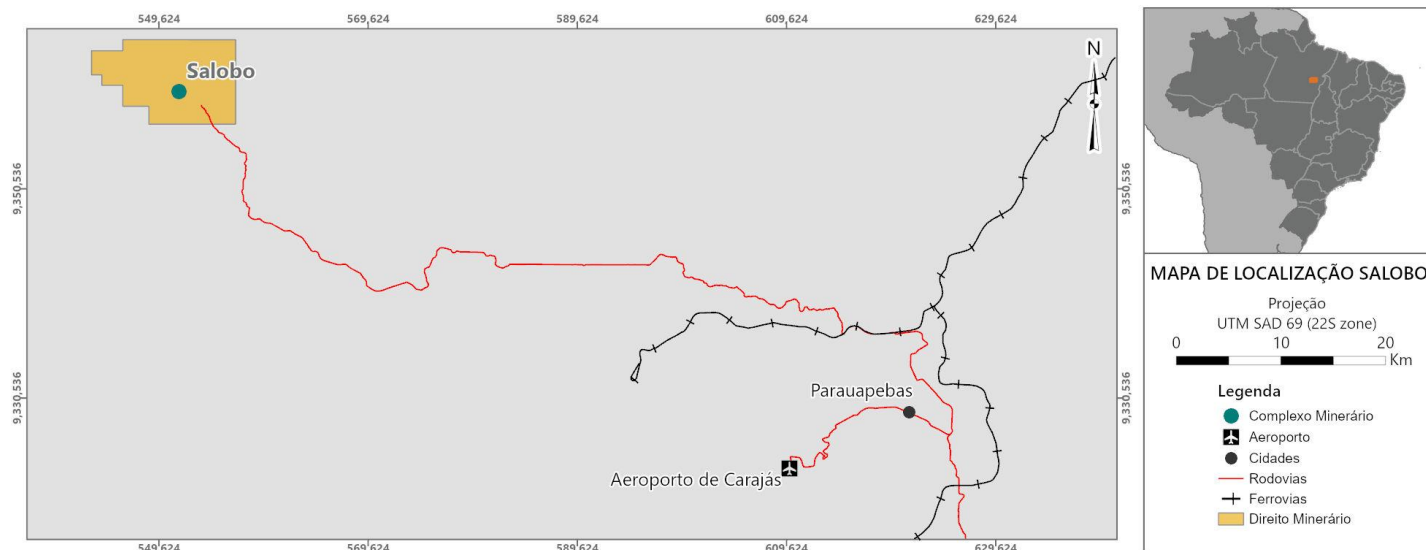 549,624 569,624 589,624 609,624 629,624
N
Salobo
9,350,536 9,350,536
Parauapebas
9,330,536 9,330,536
Aeroporto de Carajás
549,624 569,624 589,624 609,624 629,624
MAPA DE LOCALIZAÇÃO SALOBO
Projeção
UTM SAD 69 (22S zone)
0 10 20
Km
Legenda
Complexo Minerário
Aeroporto
Cidades
Rodovias
Ferrovias
Direito Minerário